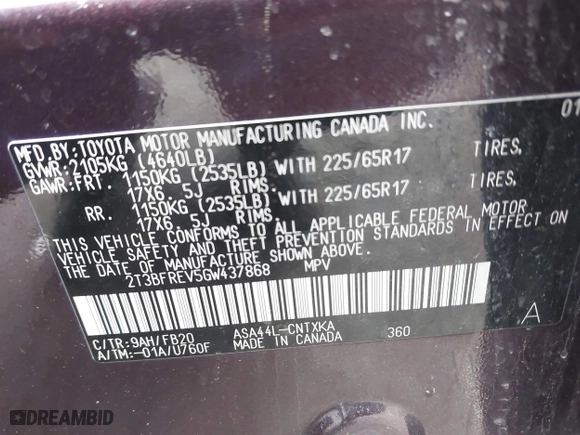 MFD BY:TOYOTA MOTOR MANUFACTURING CANADA INC. 01
GVWR:2105KG (4640LB)
GAWR:FRT. 1150KG (2535LB) WITH 225/65R17 TIRES,
17X6 5J RIMS.
RR. 1150KG (2535LB) WITH 225/65R17 TIRES,
17X6 5J RIMS.
THIS VEHICLE CONFORMS TO ALL APPLICABLE FEDERAL MOTOR
VEHICLE SAFETY AND THEFT PREVENTION STANDARDS IN EFFECT ON
THE DATE OF MANUFACTURE SHOWN ABOVE.
2T3BFREV5GW437868 MPV
A
C/TR:9AH/FB20 ASA44L-CNTXKA 360
A/TM:-01A/U760F MADE IN CANADA
DREAMBID